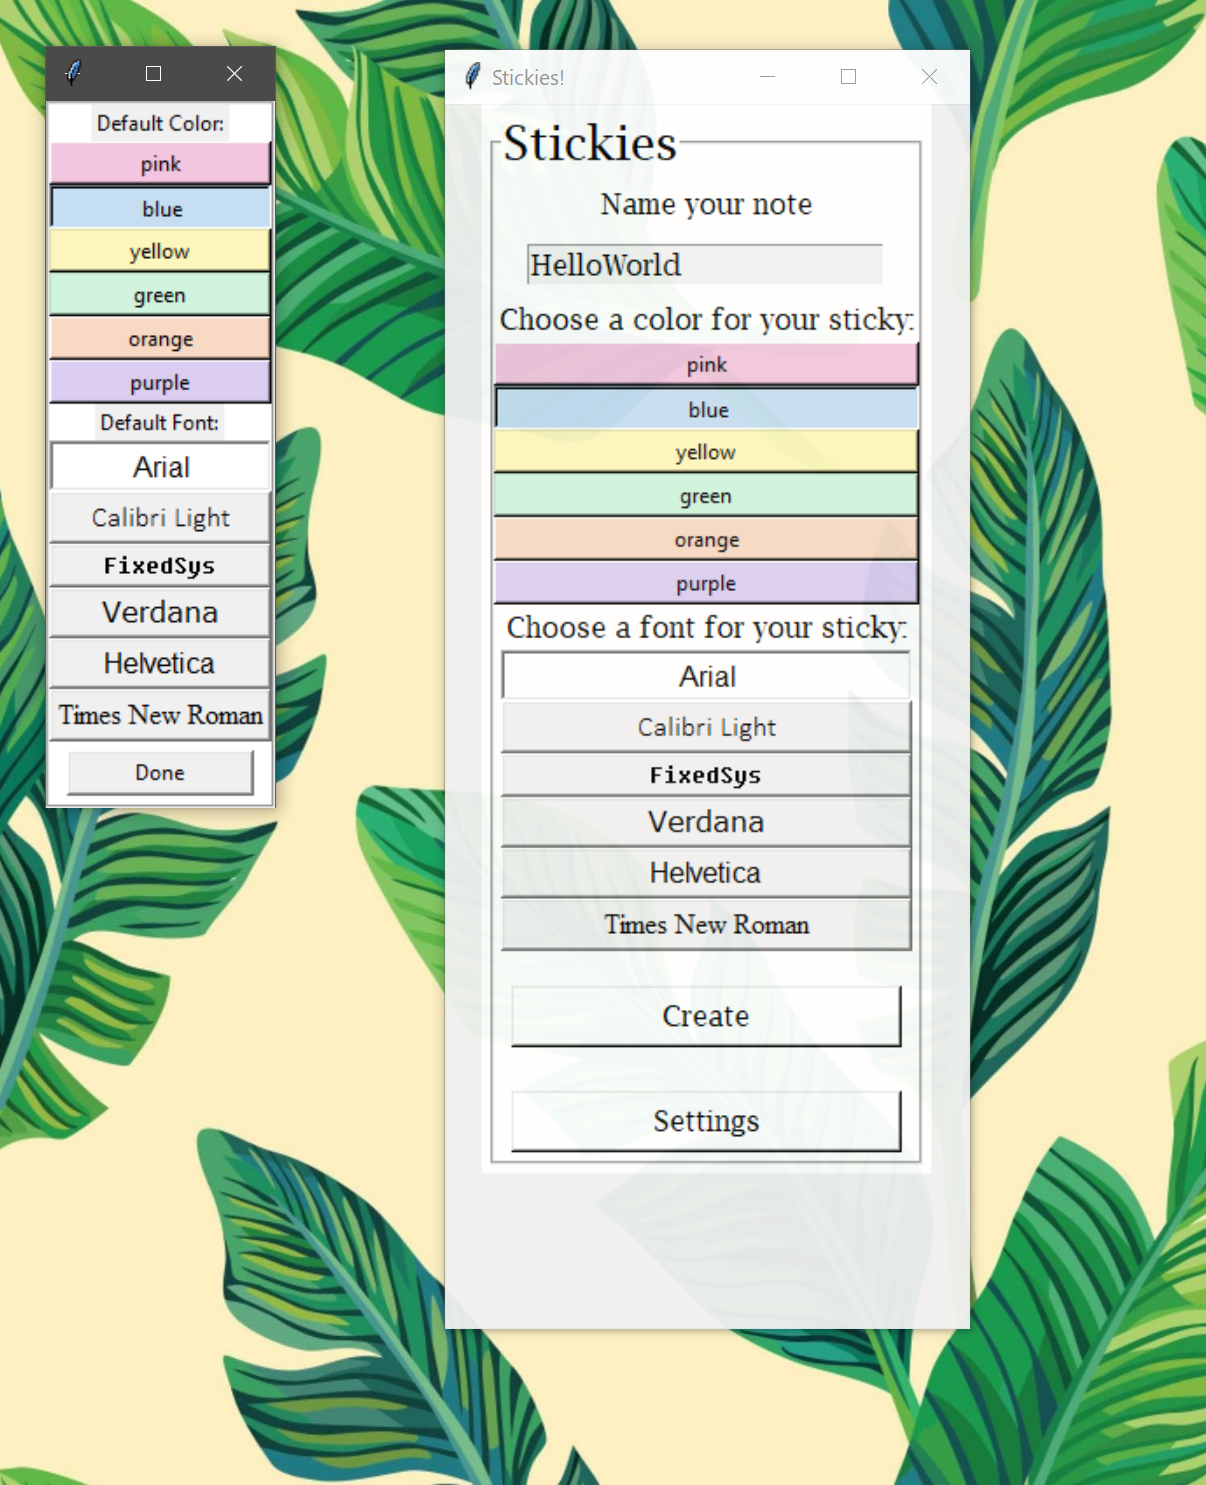 Default Color:
pink
blue
yellow
green
orange
purple
Default Font:
Arial
Calibri Light
FixedSys
Verdana
Helvetica
Times New Roman
Done
Stickies!
Stickies
Name your note
HelloWorld
Choose a color for your sticky:
pink
blue
yellow
green
orange
purple
Choose a font for your sticky:
Arial
Calibri Light
FixedSys
Verdana
Helvetica
Times New Roman
Create
Settings